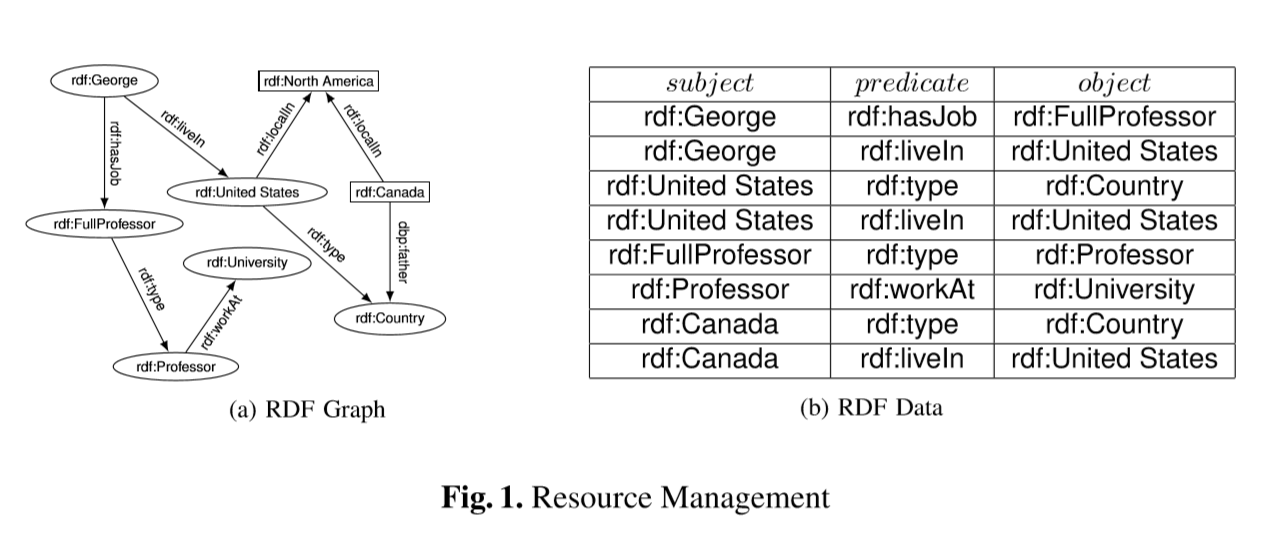 rdf:George
rdf:North America
rdf:liveIn
rdf:localIn
rdf:localIn
rdf:hasJob
rdf:United States
rdf:Canada
rdf:FullProfessor
rdf:type
dbp:father
rdf:University
rdf:type
rdf:workAt
rdf:Country
rdf:Professor
(a) RDF Graph
subject predicate object
rdf:George rdf:hasJob rdf:FullProfessor
rdf:George rdf:liveIn rdf:United States
rdf:United States rdf:type rdf:Country
rdf:United States rdf:liveIn rdf:United States
rdf:FullProfessor rdf:type rdf:Professor
rdf:Professor rdf:workAt rdf:University
rdf:Canada rdf:type rdf:Country
rdf:Canada rdf:liveIn rdf:United States
(b) RDF Data
Fig. 1. Resource Management